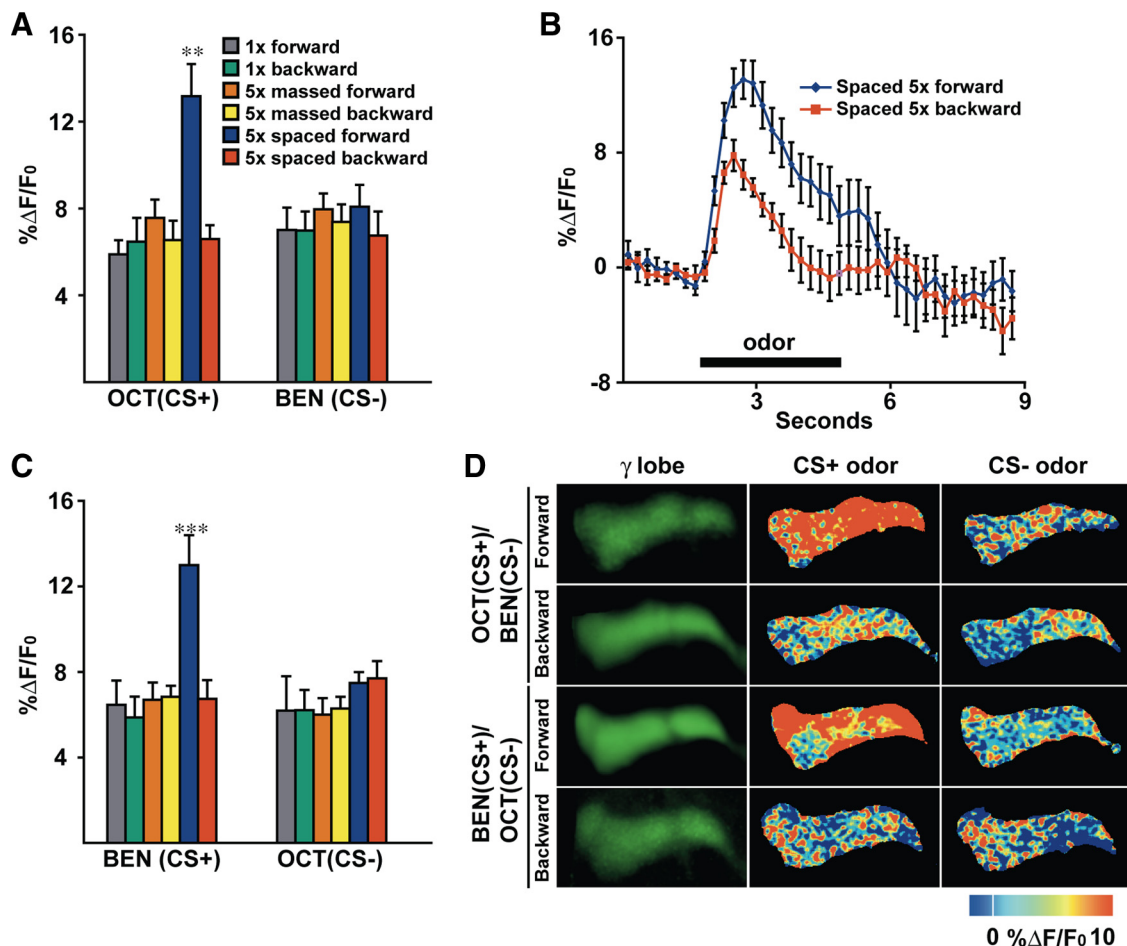 A
16
12
8
4
%ΔF/F0
**
1x forward
1x backward
5x massed forward
5x massed backward
5x spaced forward
5x spaced backward
OCT(CS+)
BEN (CS-)
B
16
8
0
-8
%ΔF/F0
Spaced 5x forward
Spaced 5x backward
odor
3
6
9
Seconds
C
16
12
8
4
%ΔF/F0
***
BEN (CS+)
OCT(CS-)
D
γ lobe
CS+ odor
CS- odor
OCT(CS+)/
BEN(CS-)
Forward
Backward
BEN(CS+)/
OCT(CS-)
Forward
Backward
0 %ΔF/F0 10